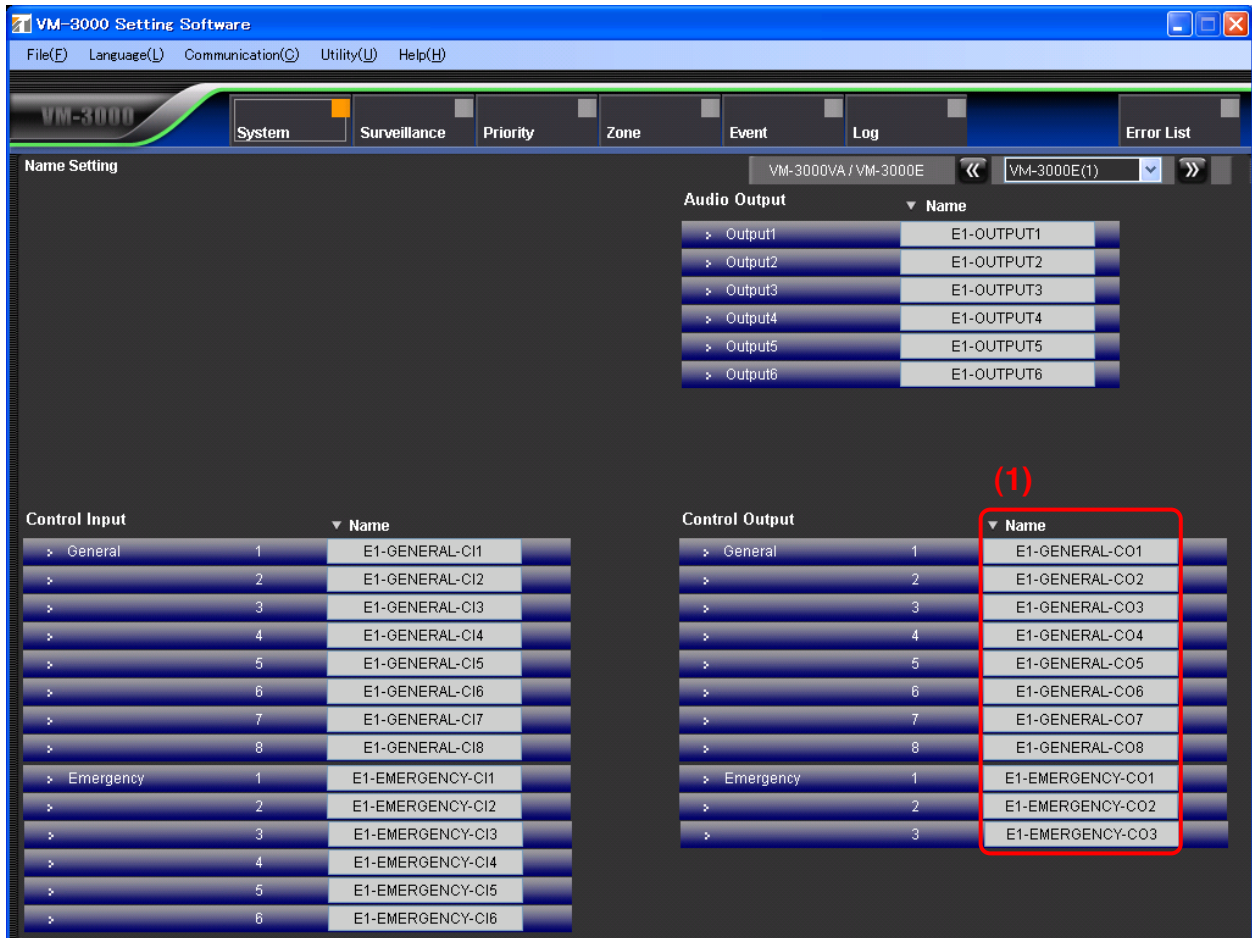 VM-3000 Setting Software
File(F) Language(L) Communication(C) Utility(U) Help(H)
VM-3000
System Surveillance Priority Zone Event Log Error List
Name Setting
VM-3000VA / VM-3000E VM-3000E(1)
Audio Output Name
Output1 E1-OUTPUT1
Output2 E1-OUTPUT2
Output3 E1-OUTPUT3
Output4 E1-OUTPUT4
Output5 E1-OUTPUT5
Output6 E1-OUTPUT6
(1)
Control Input Name
General 1 E1-GENERAL-CI1
2 E1-GENERAL-CI2
3 E1-GENERAL-CI3
4 E1-GENERAL-CI4
5 E1-GENERAL-CI5
6 E1-GENERAL-CI6
7 E1-GENERAL-CI7
8 E1-GENERAL-CI8
Emergency 1 E1-EMERGENCY-CI1
2 E1-EMERGENCY-CI2
3 E1-EMERGENCY-CI3
4 E1-EMERGENCY-CI4
5 E1-EMERGENCY-CI5
6 E1-EMERGENCY-CI6
Control Output Name
General 1 E1-GENERAL-CO1
2 E1-GENERAL-CO2
3 E1-GENERAL-CO3
4 E1-GENERAL-CO4
5 E1-GENERAL-CO5
6 E1-GENERAL-CO6
7 E1-GENERAL-CO7
8 E1-GENERAL-CO8
Emergency 1 E1-EMERGENCY-CO1
2 E1-EMERGENCY-CO2
3 E1-EMERGENCY-CO3